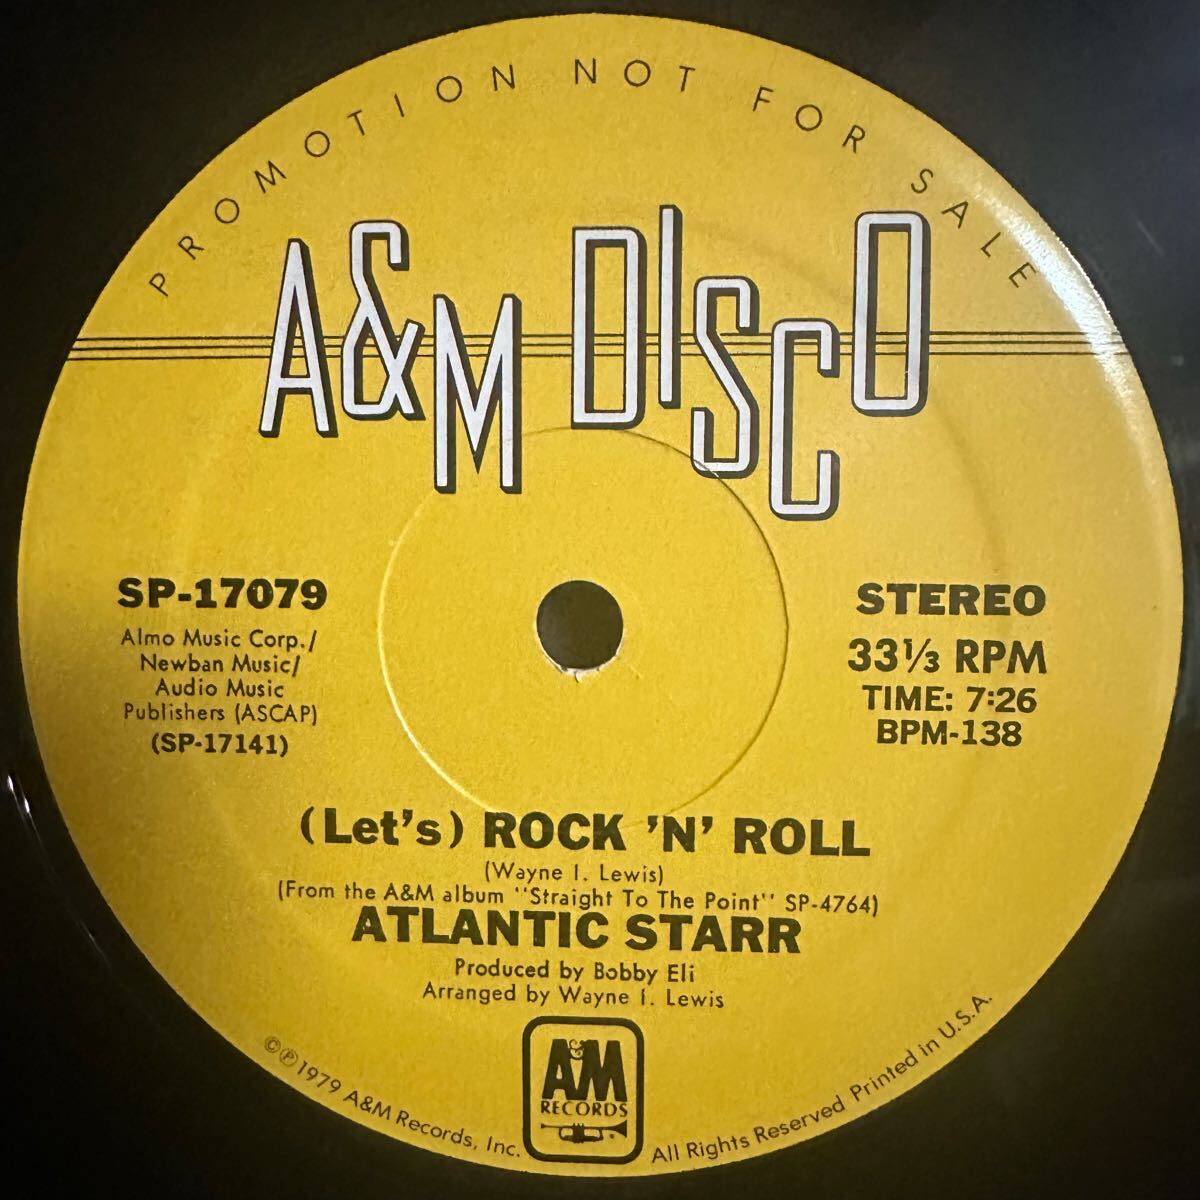 PROMOTION NOT FOR SALE
A&M DISCO
SP-17079
Almo Music Corp./
Newban Music/
Audio Music
Publishers (ASCAP)
(SP-17141)
STEREO
33 1/3 RPM
TIME: 7:26
BPM-138
(Let's) ROCK 'N' ROLL
(Wayne I. Lewis)
(From the A&M album "Straight To The Point" SP-4764)
ATLANTIC STARR
Produced by Bobby Eli
Arranged by Wayne I. Lewis
A&M
RECORDS
©℗1979 A&M Records, Inc.
All Rights Reserved Printed in U.S.A.